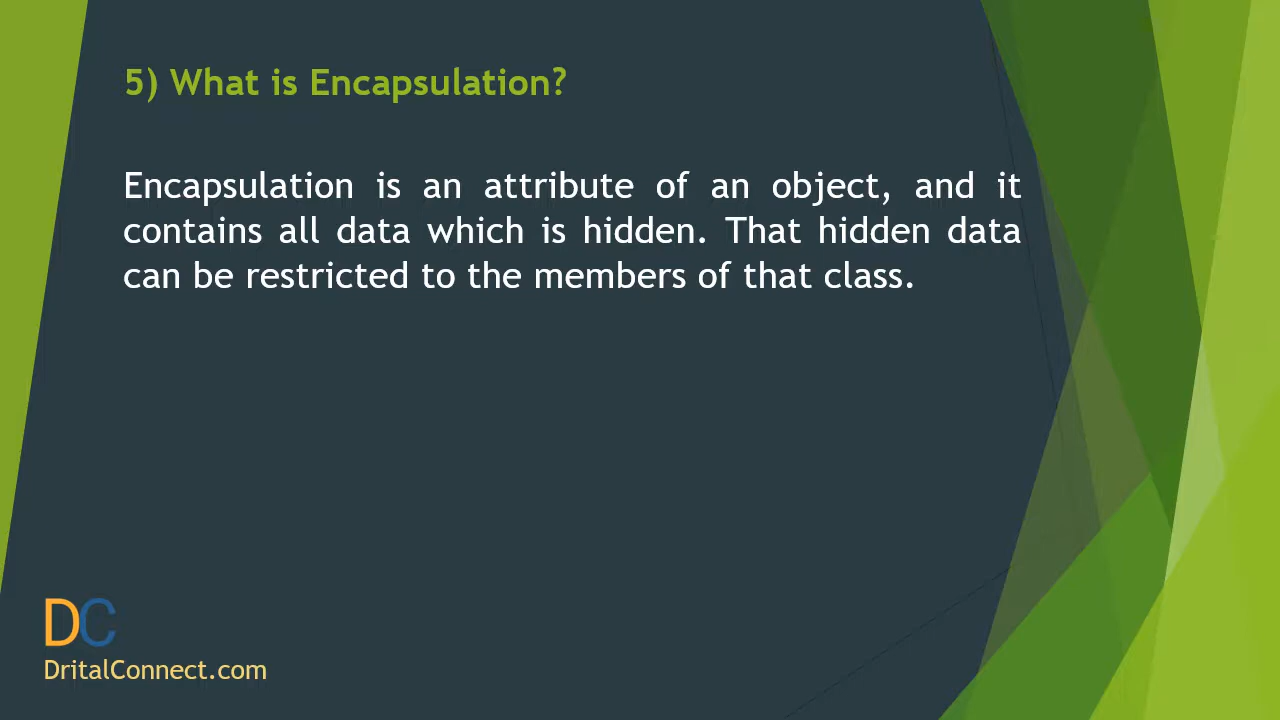 5) What is Encapsulation?
Encapsulation is an attribute of an object, and it
contains all data which is hidden. That hidden data
can be restricted to the members of that class.
DC
DritalConnect.com